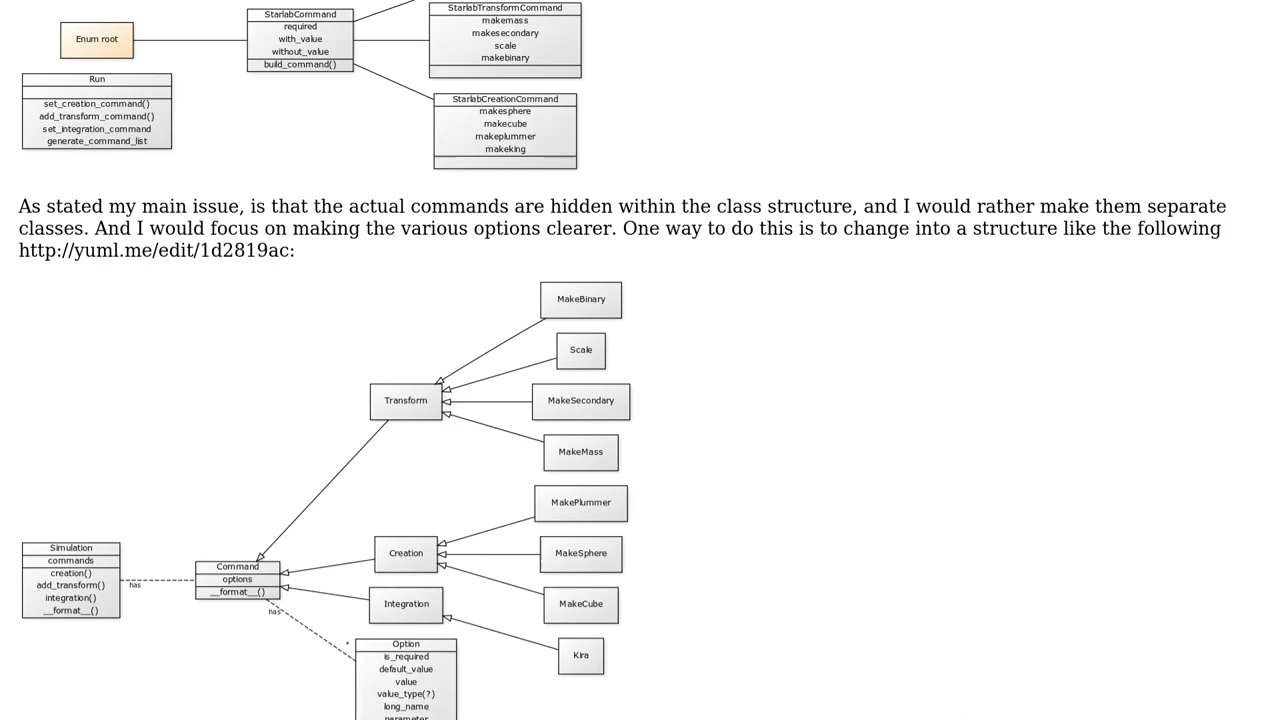 StarlabCommand
required
with_value
without_value
build_command()
Enum root
StarlabTransformCommand
makemass
makesecondary
scale
makebinary
Run
set_creation_command()
add_transform_command()
set_integration_command
generate_command_list
StarlabCreationCommand
makesphere
makecube
makeplummer
makeking
As stated my main issue, is that the actual commands are hidden within the class structure, and I would rather make them separate
classes. And I would focus on making the various options clearer. One way to do this is to change into a structure like the following
http://yuml.me/edit/1d2819ac:
MakeBinary
Scale
Transform
MakeSecondary
MakeMass
MakePlummer
Creation
MakeSphere
Simulation
commands
creation()
add_transform()
integration()
__format__()
has
Command
options
__format__()
has
*
Integration
MakeCube
Kira
Option
is_required
default_value
value
value_type(?)
long_name
parameter